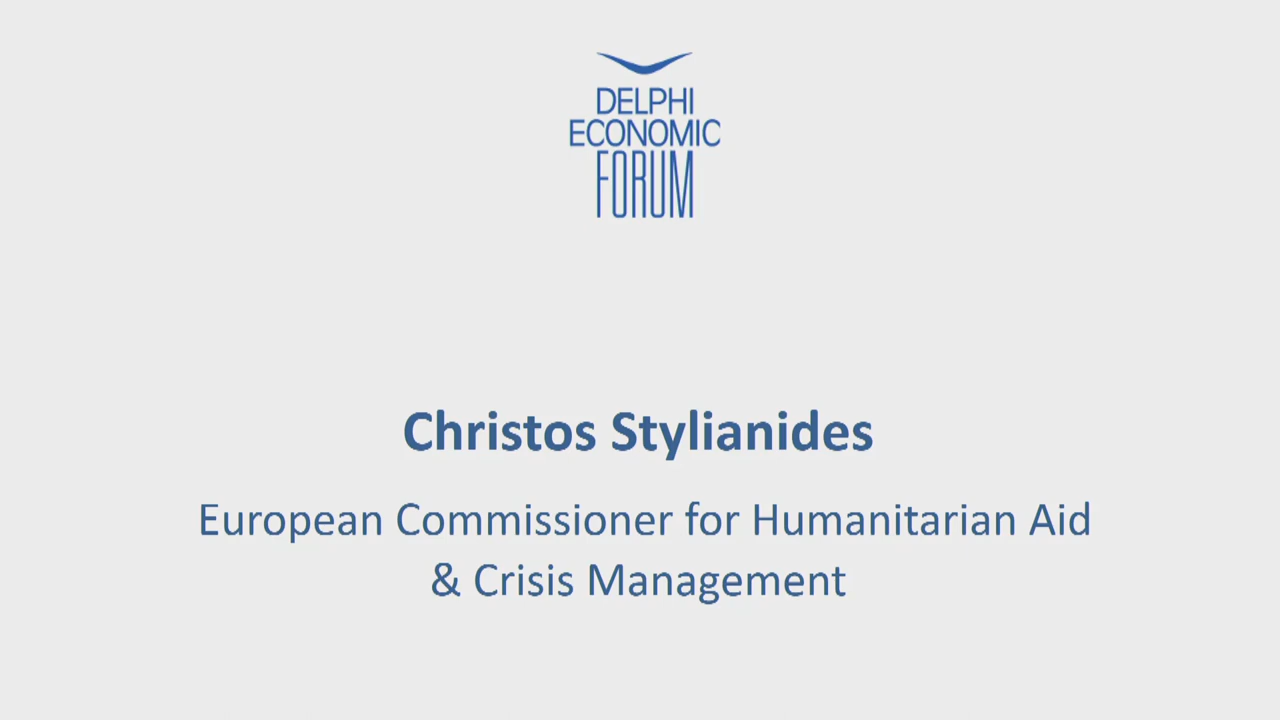 DELPHI
ECONOMIC
FORUM
Christos Stylianides
European Commissioner for Humanitarian Aid
& Crisis Management